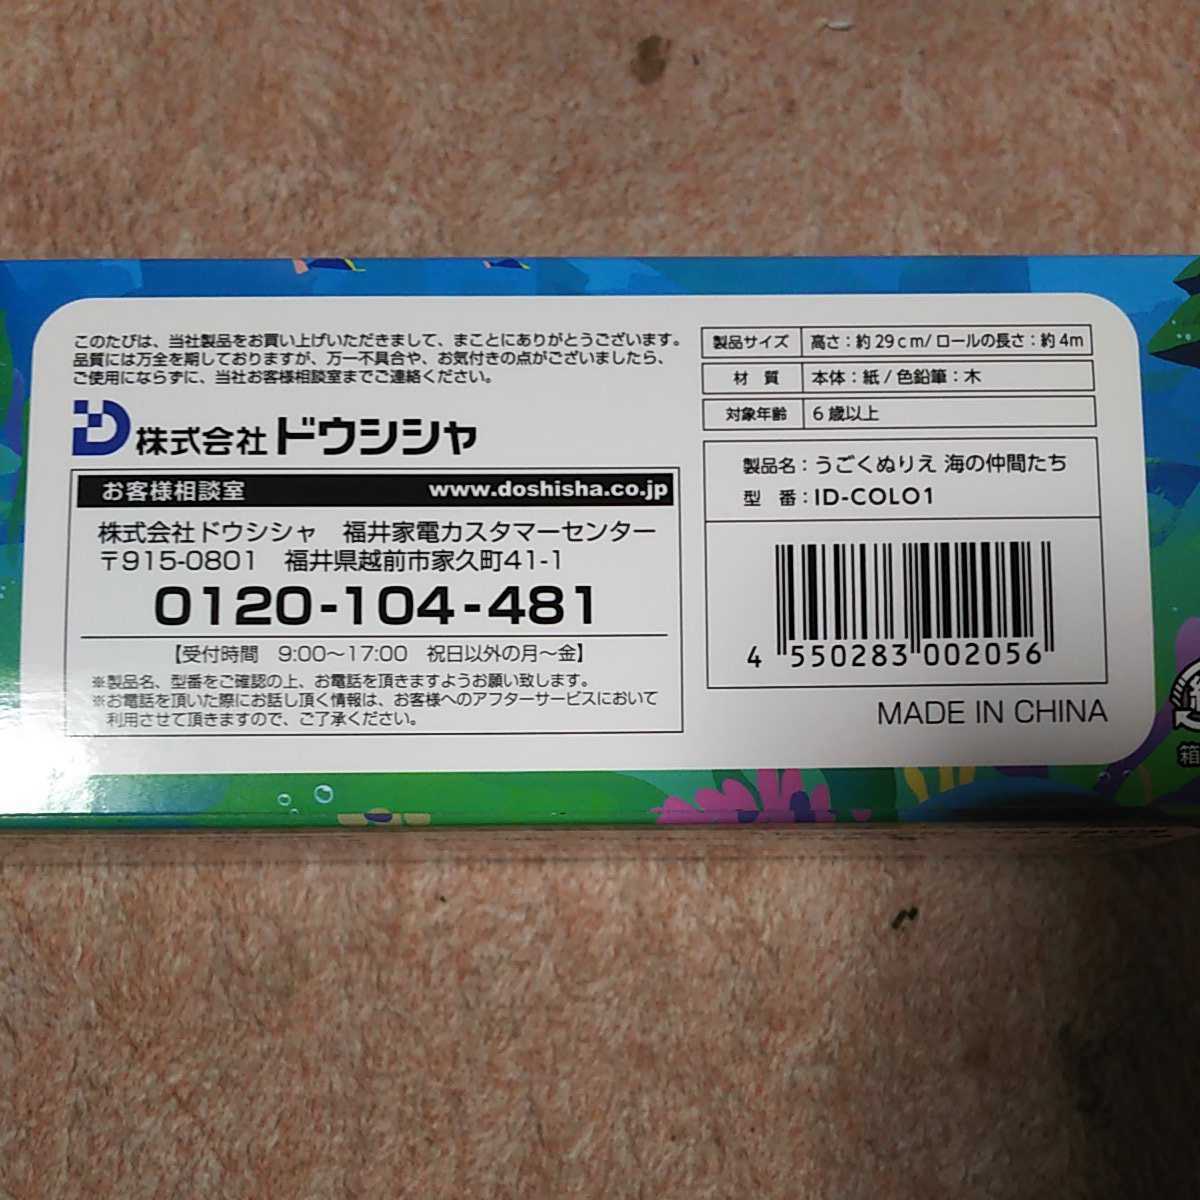 このたびは、当社製品をお買い上げいただきまして、まことにありがとうございます。
品質には万全を期しておりますが、万一不具合や、お気付きの点がございましたら、
ご使用にならずに、当社お客様相談室までご連絡ください。
株式会社ドウシシャ
お客様相談室 www.doshisha.co.jp
株式会社ドウシシャ 福井家電カスタマーセンター
〒915-0801 福井県越前市家久町41-1
0120-104-481
【受付時間 9:00〜17:00 祝日以外の月〜金】
※製品名、型番をご確認の上、お電話を頂きますようお願い致します。
※お電話を頂いた際にお話し頂く情報は、お客様へのアフターサービスにおいて
利用させて頂きますので、ご了承ください。
製品サイズ 高さ：約29cm/ロールの長さ：約4m
材質 本体：紙/色鉛筆：木
対象年齢 6歳以上
製品名：うごくぬりえ 海の仲間たち
型番：ID-COLO1
4 550283 002056
MADE IN CHINA
箱